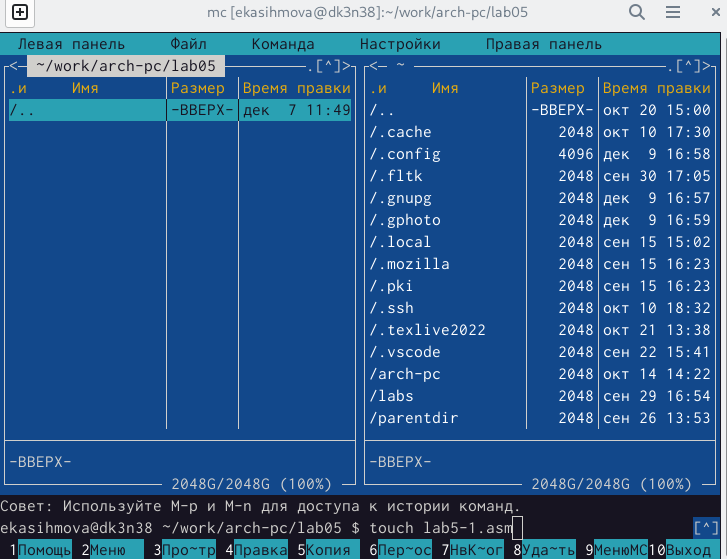 mc [ekasihmova@dk3n38]:~/work/arch-pc/lab05
Левая панель Файл Команда Настройки Правая панель
<─ ~/work/arch-pc/lab05 ─.[^]>
.и Имя Размер Время правки
/.. -ВВЕРХ- дек 7 11:49
-ВВЕРХ-
2048G/2048G (100%)
<─ ~ ─.[^]>
.и Имя Размер Время правки
/.. -ВВЕРХ- окт 20 15:00
/.cache 2048 окт 10 17:30
/.config 4096 дек 9 16:58
/.fltk 2048 сен 30 17:05
/.gnupg 2048 дек 9 16:57
/.gphoto 2048 дек 9 16:59
/.local 2048 сен 15 15:02
/.mozilla 2048 сен 15 16:23
/.pki 2048 сен 15 16:23
/.ssh 2048 окт 10 18:32
/.texlive2022 2048 окт 21 13:38
/.vscode 2048 сен 22 15:41
/arch-pc 2048 окт 14 14:22
/labs 2048 сен 29 16:54
/parentdir 2048 сен 26 13:53
-ВВЕРХ-
2048G/2048G (100%)
Совет: Используйте M-p и M-n для доступа к истории команд.
ekasihmova@dk3n38 ~/work/arch-pc/lab05 $ touch lab5-1.asm [^]
1Помощь 2Меню 3Про~тр 4Правка 5Копия 6Пер~ос 7НвК~ог 8Уда~ть 9МенюМС 10Выход